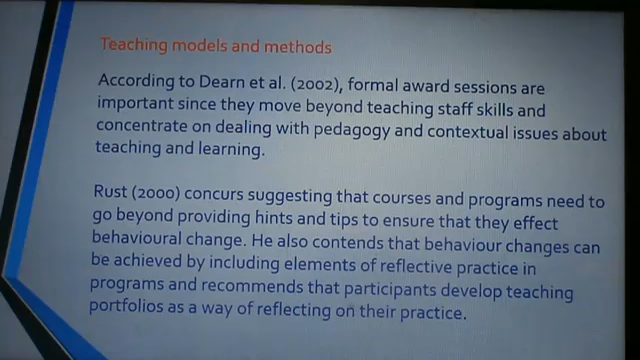 Teaching models and methods
According to Dearn et al. (2002), formal award sessions are
important since they move beyond teaching staff skills and
concentrate on dealing with pedagogy and contextual issues about
teaching and learning.
Rust (2000) concurs suggesting that courses and programs need to
go beyond providing hints and tips to ensure that they effect
behavioural change. He also contends that behaviour changes can
be achieved by including elements of reflective practice in
programs and recommends that participants develop teaching
portfolios as a way of reflecting on their practice.